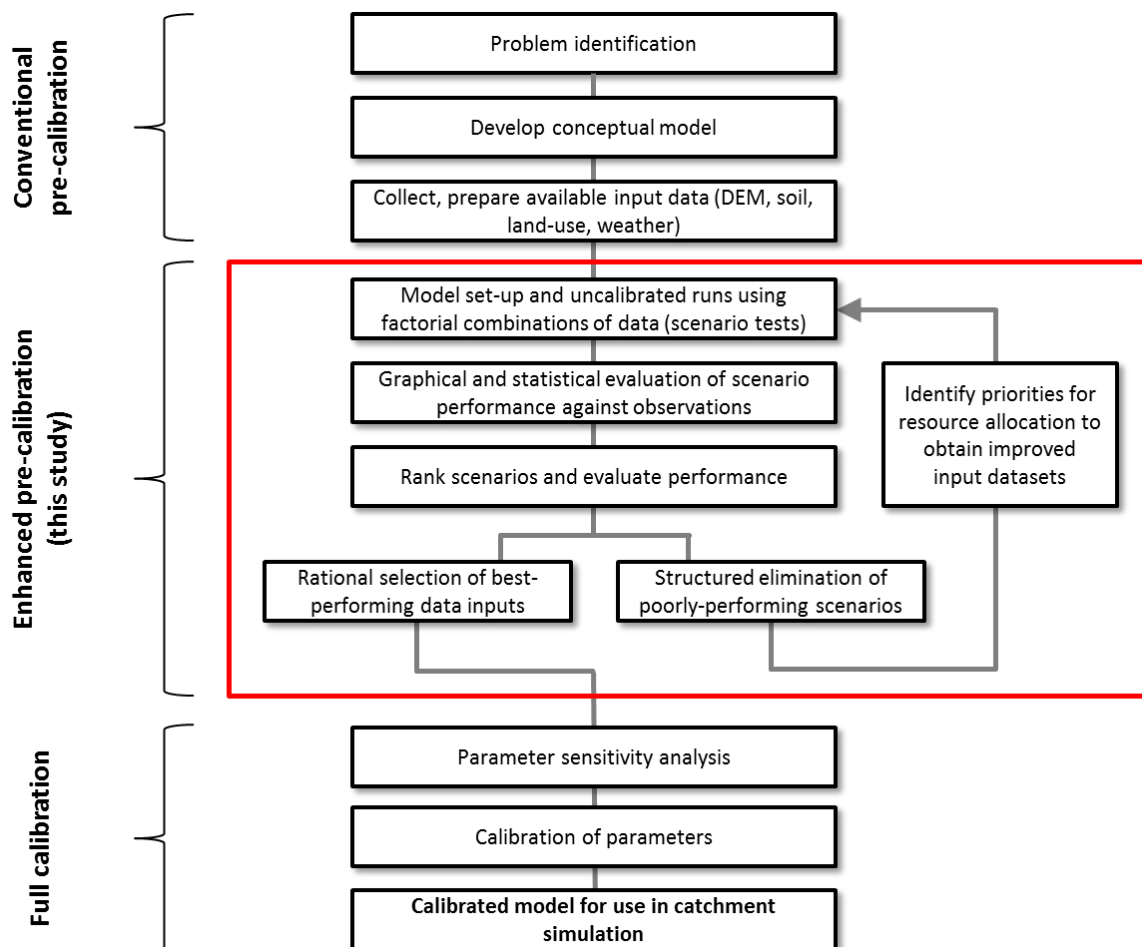 Conventional
pre-calibration
Problem identification
Develop conceptual model
Collect, prepare available input data (DEM, soil,
land-use, weather)
Enhanced pre-calibration
(this study)
Model set-up and uncalibrated runs using
factorial combinations of data (scenario tests)
Graphical and statistical evaluation of scenario
performance against observations
Rank scenarios and evaluate performance
Rational selection of best-
performing data inputs
Structured elimination of
poorly-performing scenarios
Identify priorities for
resource allocation to
obtain improved
input datasets
Full calibration
Parameter sensitivity analysis
Calibration of parameters
Calibrated model for use in catchment
simulation